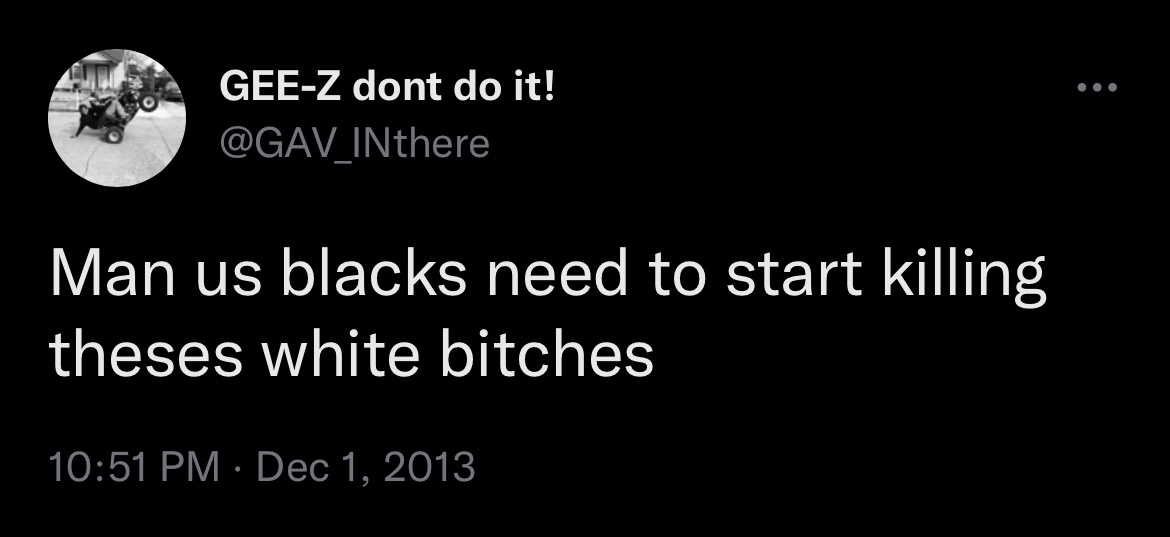 GEE-Z dont do it!
@GAV_INthere
Man us blacks need to start killing
theses white bitches
10:51 PM · Dec 1, 2013